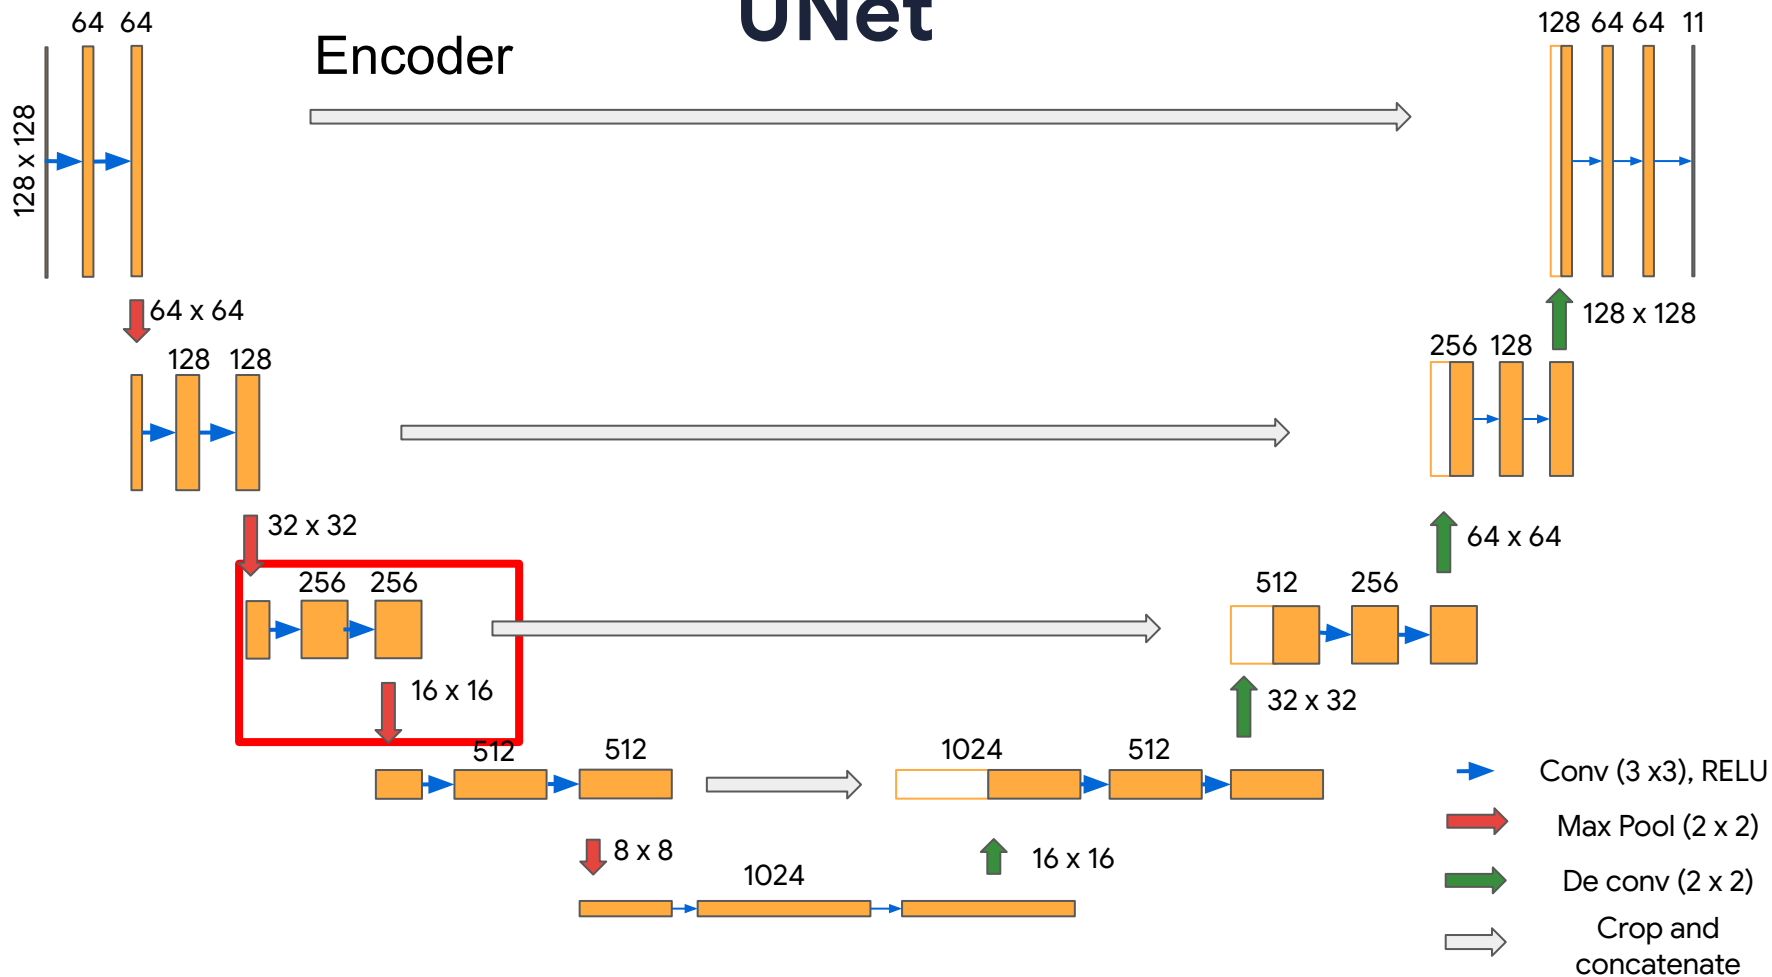 UNet
Encoder
64 64
128 64 64 11
128 x 128
64 x 64
128 x 128
128 128
256 128
32 x 32
64 x 64
256 256
512 256
16 x 16
32 x 32
512 512
1024 512
8 x 8
16 x 16
1024
Conv (3 x3), RELU
Max Pool (2 x 2)
De conv (2 x 2)
Crop and
concatenate